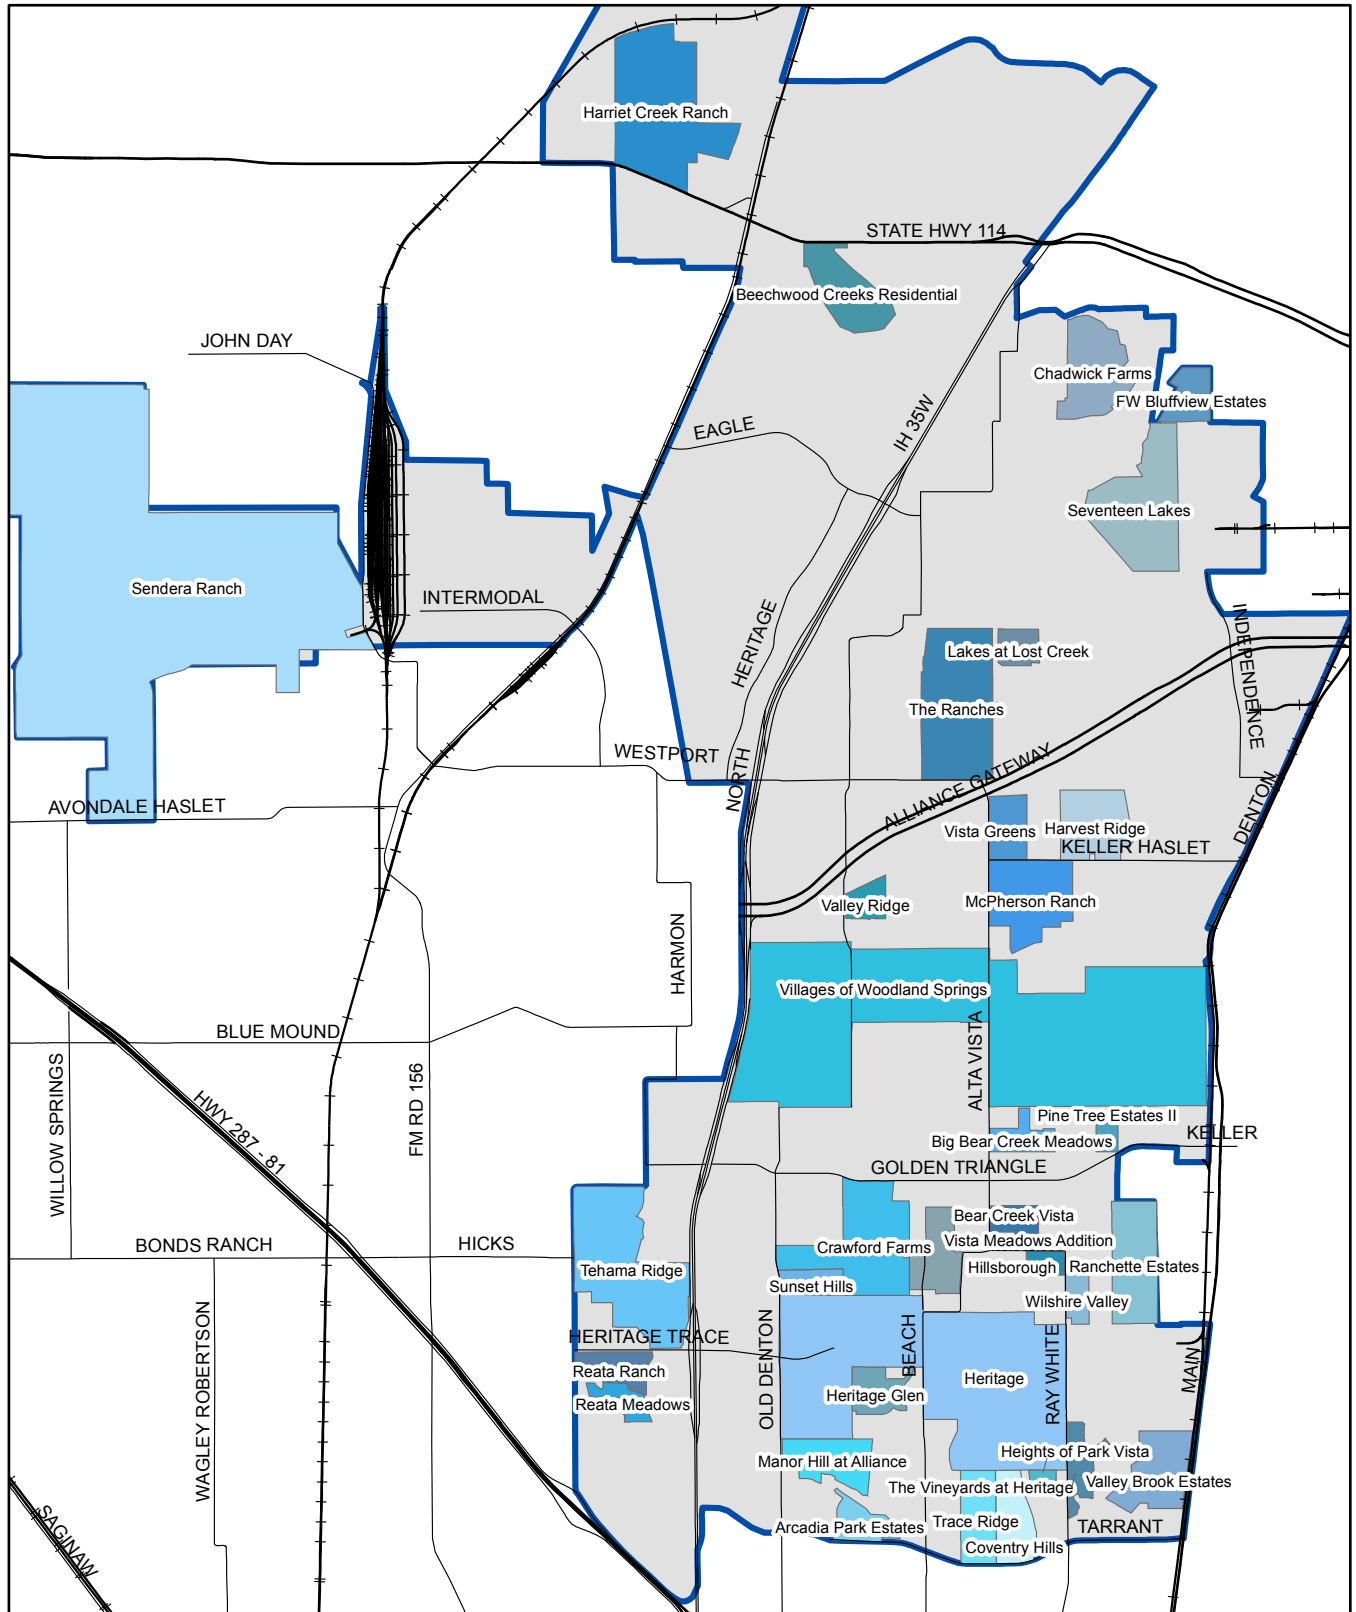 Harriet Creek Ranch
STATE HWY 114
Beechwood Creeks Residential
JOHN DAY
Chadwick Farms
FW Bluffview Estates
EAGLE
IH 35W
Seventeen Lakes
Sendera Ranch
INTERMODAL
HERITAGE
INDEPENDENCE
Lakes at Lost Creek
The Ranches
WESTPORT
NORTH
ALLIANCE GATEWAY
DENTON
AVONDALE HASLET
Vista Greens
Harvest Ridge
KELLER HASLET
Valley Ridge
McPherson Ranch
HARMON
Villages of Woodland Springs
BLUE MOUND
ALTA VISTA
WILLOW SPRINGS
HWY 287 - 81
FM RD 156
Pine Tree Estates II
Big Bear Creek Meadows
KELLER
GOLDEN TRIANGLE
Bear Creek Vista
Vista Meadows Addition
BONDS RANCH
HICKS
Crawford Farms
Hillsborough
Ranchette Estates
Tehama Ridge
Sunset Hills
Wilshire Valley
HERITAGE TRACE
WAGLEY ROBERTSON
OLD DENTON
BEACH
RAY WHITE
MAIN
Reata Ranch
Heritage
Reata Meadows
Heritage Glen
Manor Hill at Alliance
Heights of Park Vista
The Vineyards at Heritage
Valley Brook Estates
Arcadia Park Estates
Trace Ridge
TARRANT
Coventry Hills
SAGINAW